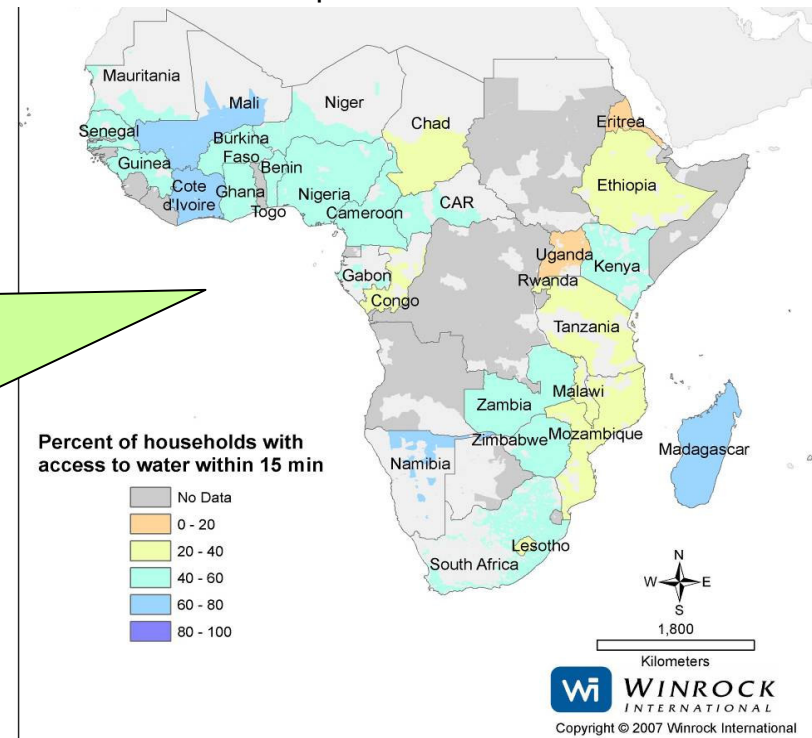 Mauritania
Mali
Niger
Chad
Eritrea
Senegal
Burkina
Faso
Benin
Guinea
Cote
d'Ivoire
Ghana
Togo
Nigeria
Cameroon
CAR
Ethiopia
Uganda
Kenya
Gabon
Rwanda
Congo
Tanzania
Malawi
Zambia
Zimbabwe
Mozambique
Madagascar
Namibia
Lesotho
South Africa
Percent of households with
access to water within 15 min
No Data
0 - 20
20 - 40
40 - 60
60 - 80
80 - 100
N
W E
S
1,800
Kilometers
Wi WINROCK
INTERNATIONAL
Copyright © 2007 Winrock International